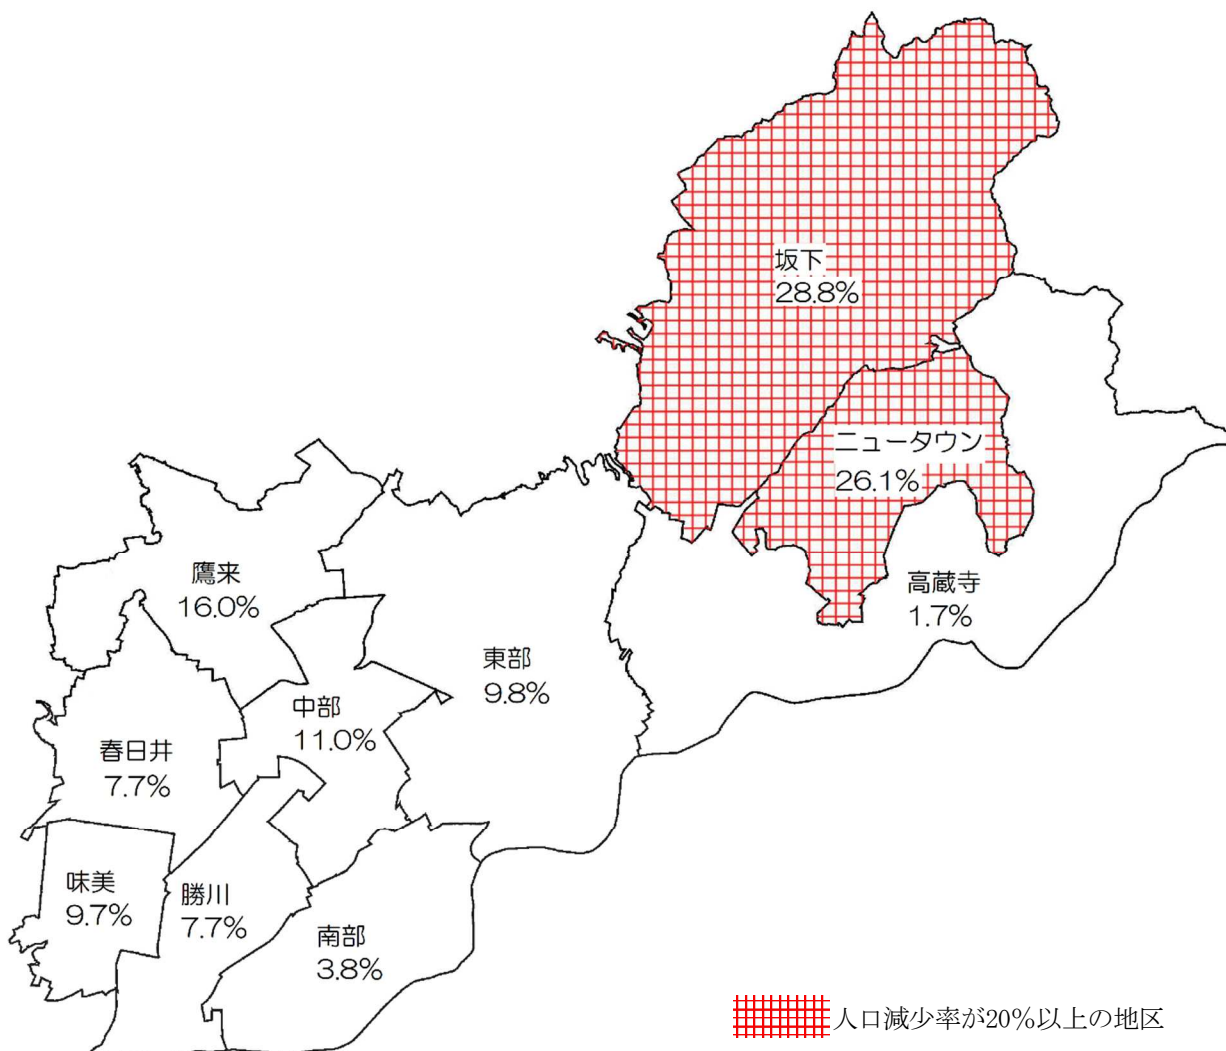 坂下
28.8%
ニュータウン
26.1%
高蔵寺
1.7%
鷹来
16.0%
東部
9.8%
中部
11.0%
春日井
7.7%
味美
9.7%
勝川
7.7%
南部
3.8%
人口減少率が20%以上の地区